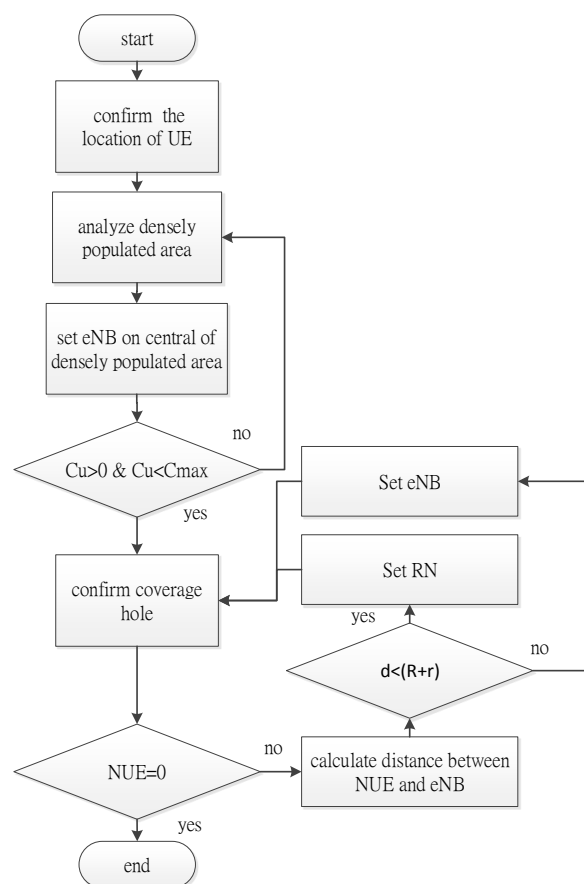 start
confirm the
location of UE
analyze densely
populated area
set eNB on central of
densely populated area
no
Cu>0 & Cu<Cmax
yes
Set eNB
confirm coverage
hole
Set RN
yes
no
d<(R+r)
no
calculate distance between
NUE and eNB
NUE=0
yes
end